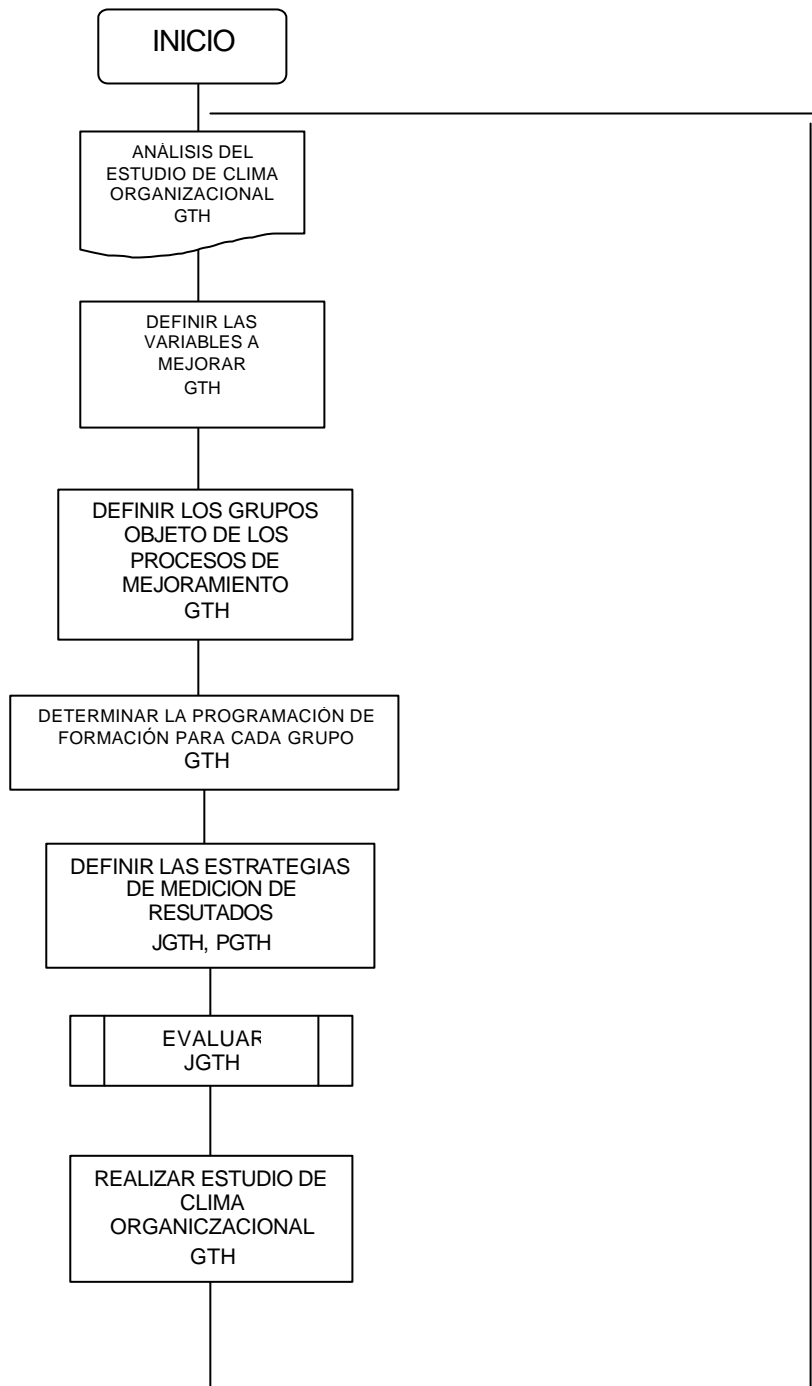 INICIO
ANÁLISIS DEL
ESTUDIO DE CLIMA
ORGANIZACIONAL
GTH
DEFINIR LAS
VARIABLES A
MEJORAR
GTH
DEFINIR LOS GRUPOS
OBJETO DE LOS
PROCESOS DE
MEJORAMIENTO
GTH
DETERMINAR LA PROGRAMACIÓN DE
FORMACIÓN PARA CADA GRUPO
GTH
DEFINIR LAS ESTRATEGIAS
DE MEDICION DE
RESUTADOS
JGTH, PGTH
EVALUAR
JGTH
REALIZAR ESTUDIO DE
CLIMA
ORGANICZACIONAL
GTH